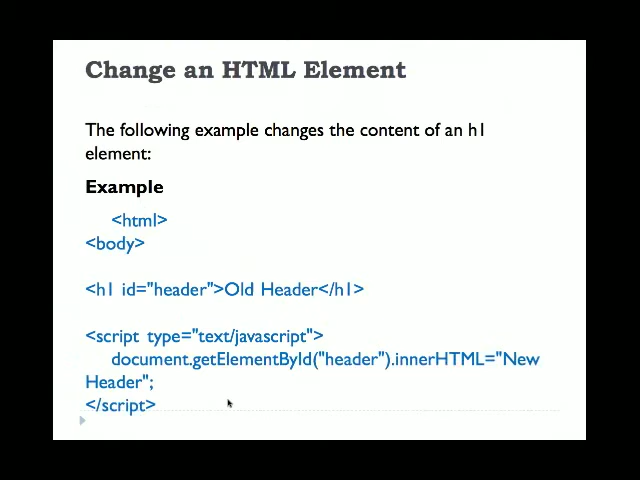 Change an HTML Element
The following example changes the content of an h1
element:
Example
<html>
<body>
<h1 id="header">Old Header</h1>
<script type="text/javascript">
document.getElementById("header").innerHTML="New
Header";
</script>